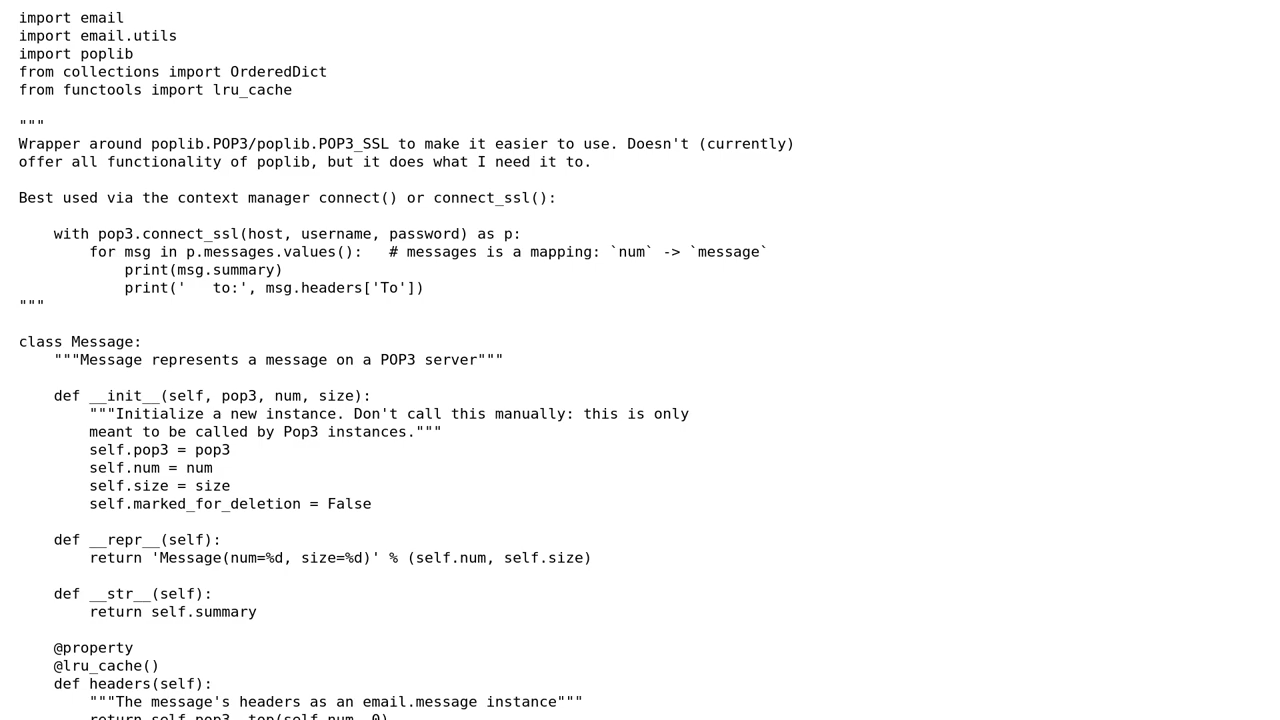 import email
import email.utils
import poplib
from collections import OrderedDict
from functools import lru_cache

"""
Wrapper around poplib.POP3/poplib.POP3_SSL to make it easier to use. Doesn't (currently)
offer all functionality of poplib, but it does what I need it to.

Best used via the context manager connect() or connect_ssl():

    with pop3.connect_ssl(host, username, password) as p:
        for msg in p.messages.values():   # messages is a mapping: `num` -> `message`
            print(msg.summary)
            print('   to:', msg.headers['To'])
"""

class Message:
    """Message represents a message on a POP3 server"""

    def __init__(self, pop3, num, size):
        """Initialize a new instance. Don't call this manually: this is only
        meant to be called by Pop3 instances."""
        self.pop3 = pop3
        self.num = num
        self.size = size
        self.marked_for_deletion = False

    def __repr__(self):
        return 'Message(num=%d, size=%d)' % (self.num, self.size)

    def __str__(self):
        return self.summary

    @property
    @lru_cache()
    def headers(self):
        """The message's headers as an email.message instance"""
        return self.pop3._top(self.num, 0)